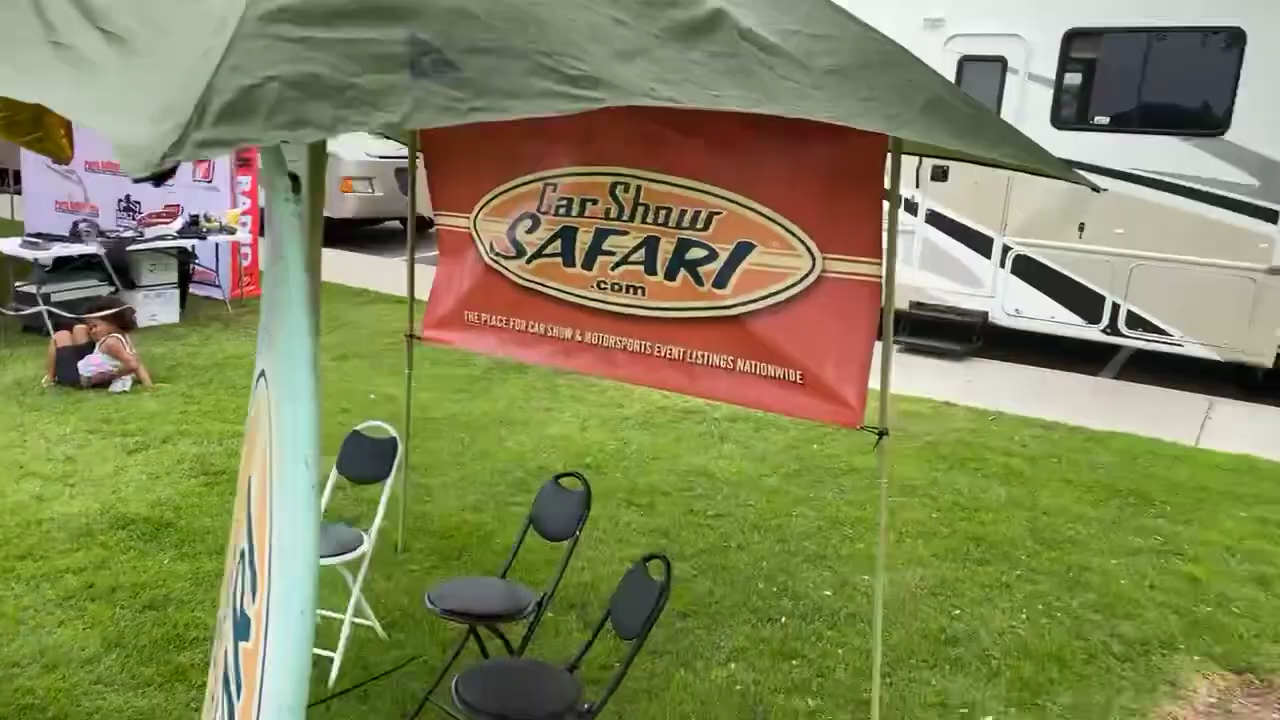 Car Show
SAFARI
.com
THE PLACE FOR CAR SHOW & MOTORSPORTS EVENT LISTINGS NATIONWIDE